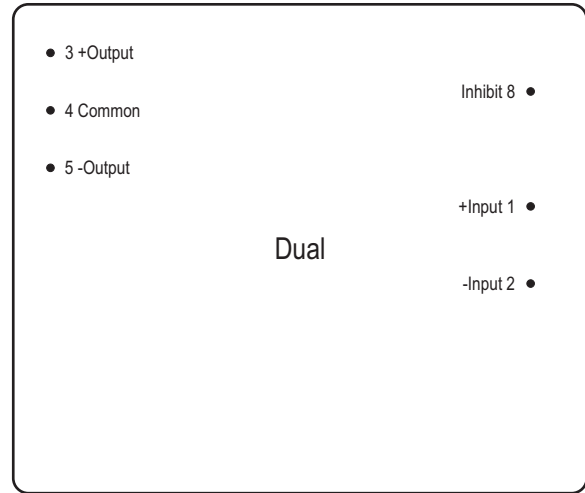 3 +Output
4 Common
5 -Output
Inhibit 8
+Input 1
-Input 2
Dual